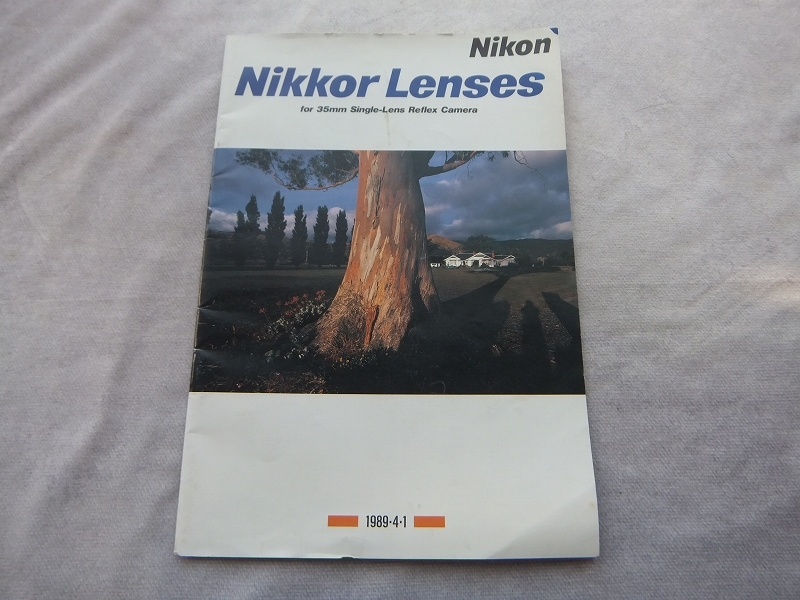 Nikon
Nikkor Lenses
for 35mm Single-Lens Reflex Camera
1989·4·1